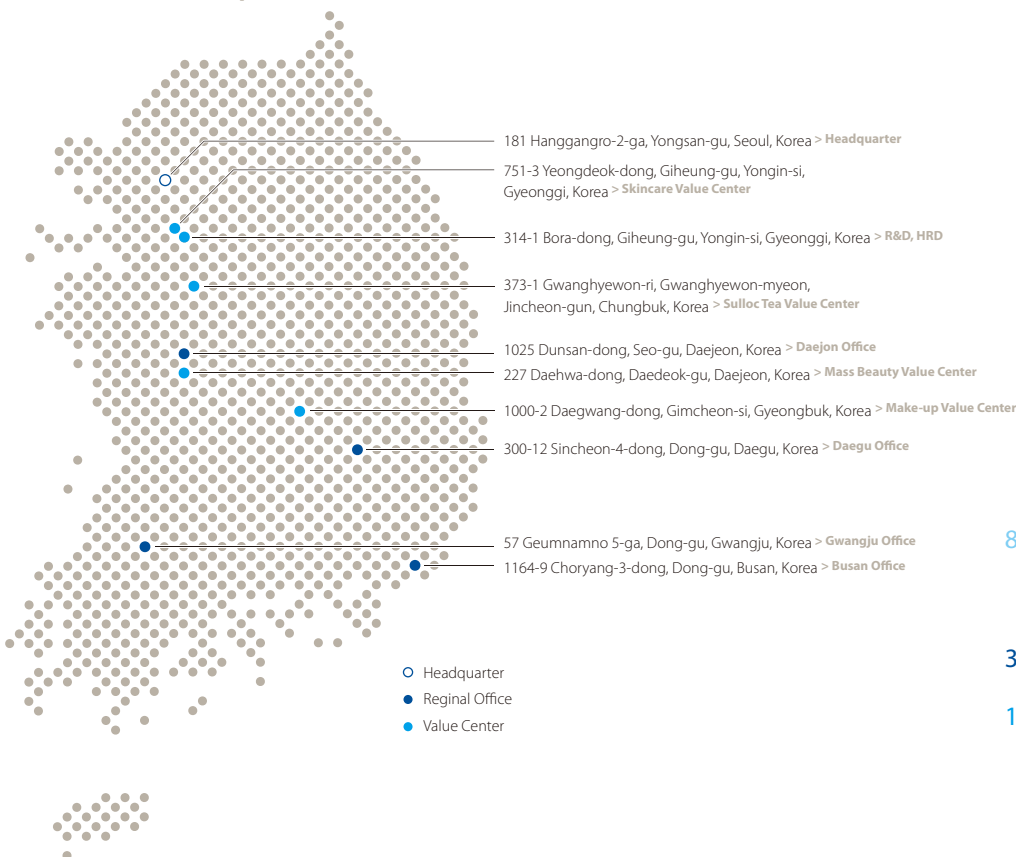 181 Hanggangro-2-ga, Yongsan-gu, Seoul, Korea > Headquarter
751-3 Yeongdeok-dong, Giheung-gu, Yongin-si,
Gyeonggi, Korea > Skincare Value Center
314-1 Bora-dong, Giheung-gu, Yongin-si, Gyeonggi, Korea > R&D, HRD
373-1 Gwanghyewon-ri, Gwanghyewon-myeon,
Jincheon-gun, Chungbuk, Korea > Sulloc Tea Value Center
1025 Dunsan-dong, Seo-gu, Daejeon, Korea > Daejon Office
227 Daehwa-dong, Daedeok-gu, Daejeon, Korea > Mass Beauty Value Center
1000-2 Daegwang-dong, Gimcheon-si, Gyeongbuk, Korea > Make-up Value Center
300-12 Sincheon-4-dong, Dong-gu, Daegu, Korea > Daegu Office
57 Geumnamno 5-ga, Dong-gu, Gwangju, Korea > Gwangju Office
8
1164-9 Choryang-3-dong, Dong-gu, Busan, Korea > Busan Office
3
Headquarter
Reginal Office
1
Value Center